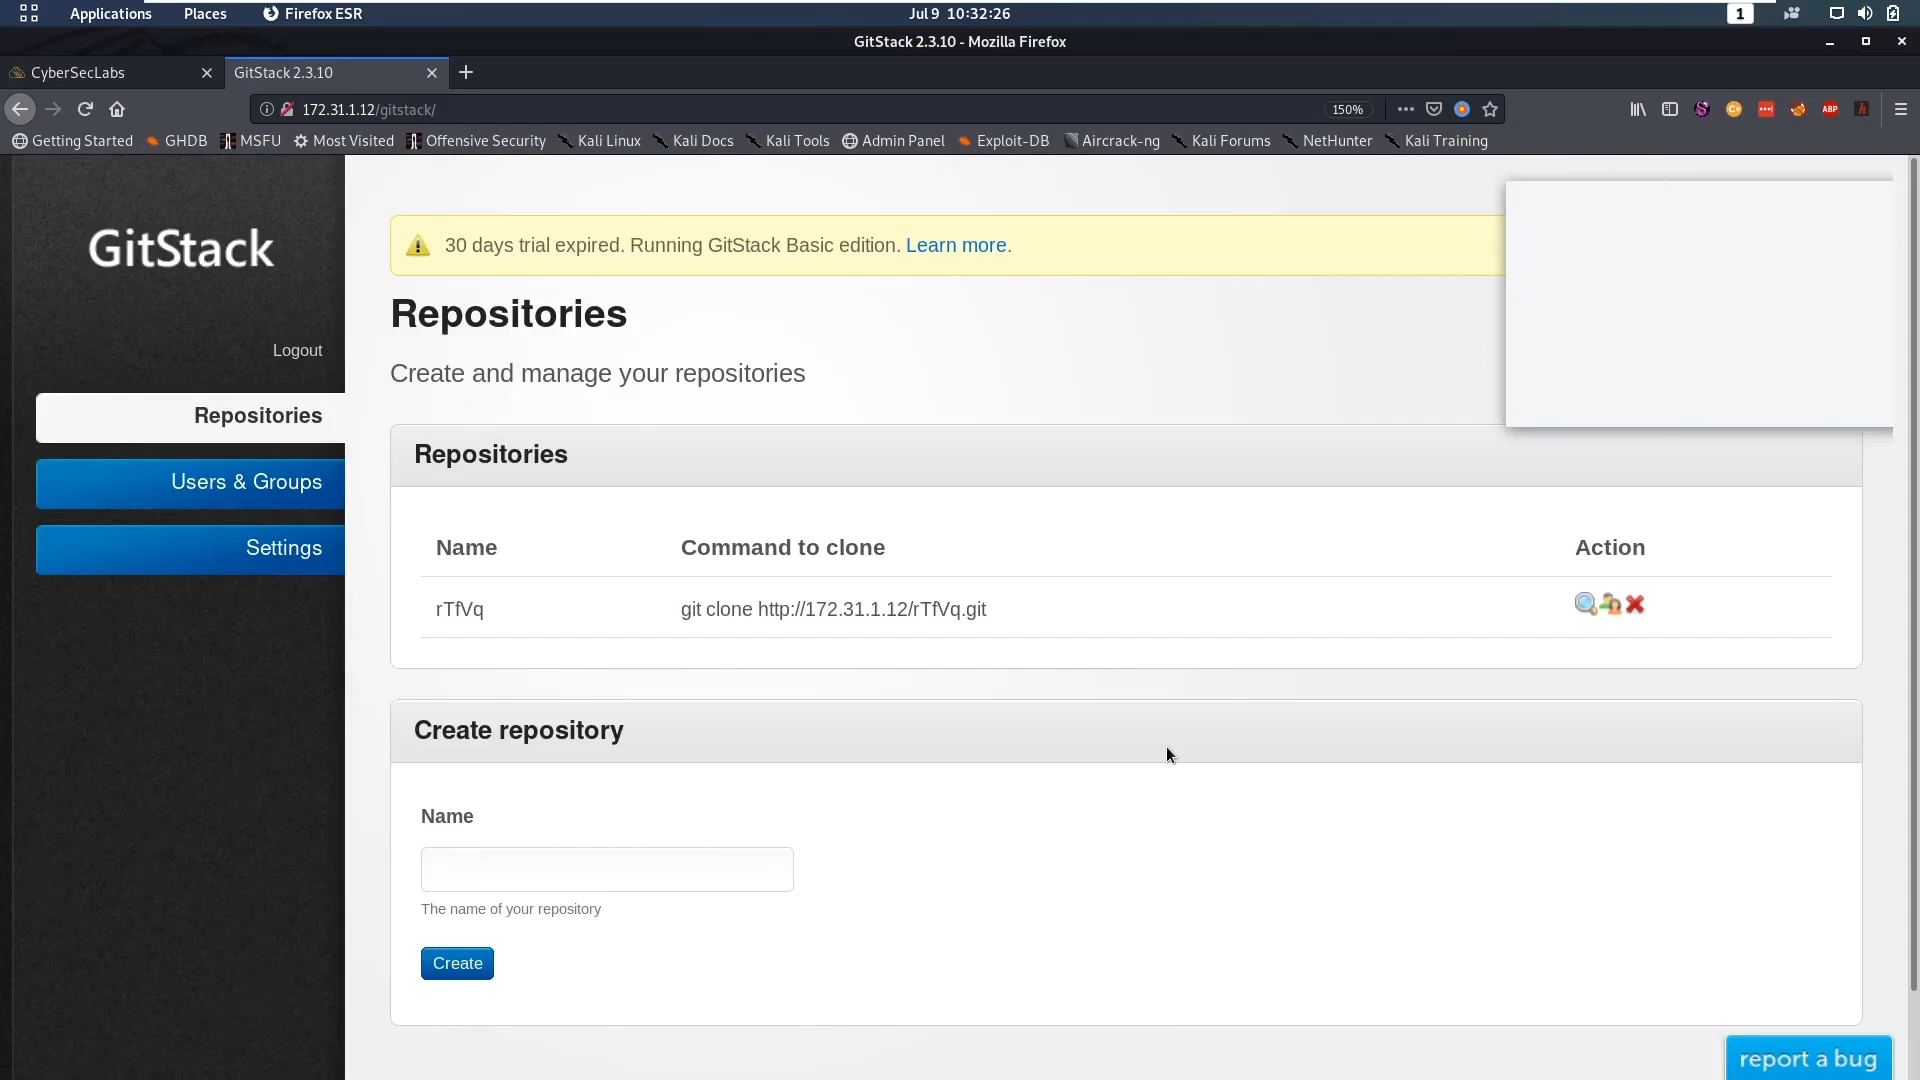 Applications Places Firefox ESR Jul 9 10:32:26 1
GitStack 2.3.10 - Mozilla Firefox
CyberSecLabs GitStack 2.3.10
172.31.1.12/gitstack/ 150% ABP
Getting Started GHDB MSFU Most Visited Offensive Security Kali Linux Kali Docs Kali Tools Admin Panel Exploit-DB Aircrack-ng Kali Forums NetHunter Kali Training
GitStack
Logout
Repositories
Users & Groups
Settings
30 days trial expired. Running GitStack Basic edition. Learn more.
Repositories
Create and manage your repositories
Repositories
Name Command to clone Action
rTfVq git clone http://172.31.1.12/rTfVq.git
Create repository
Name
The name of your repository
Create
report a bug